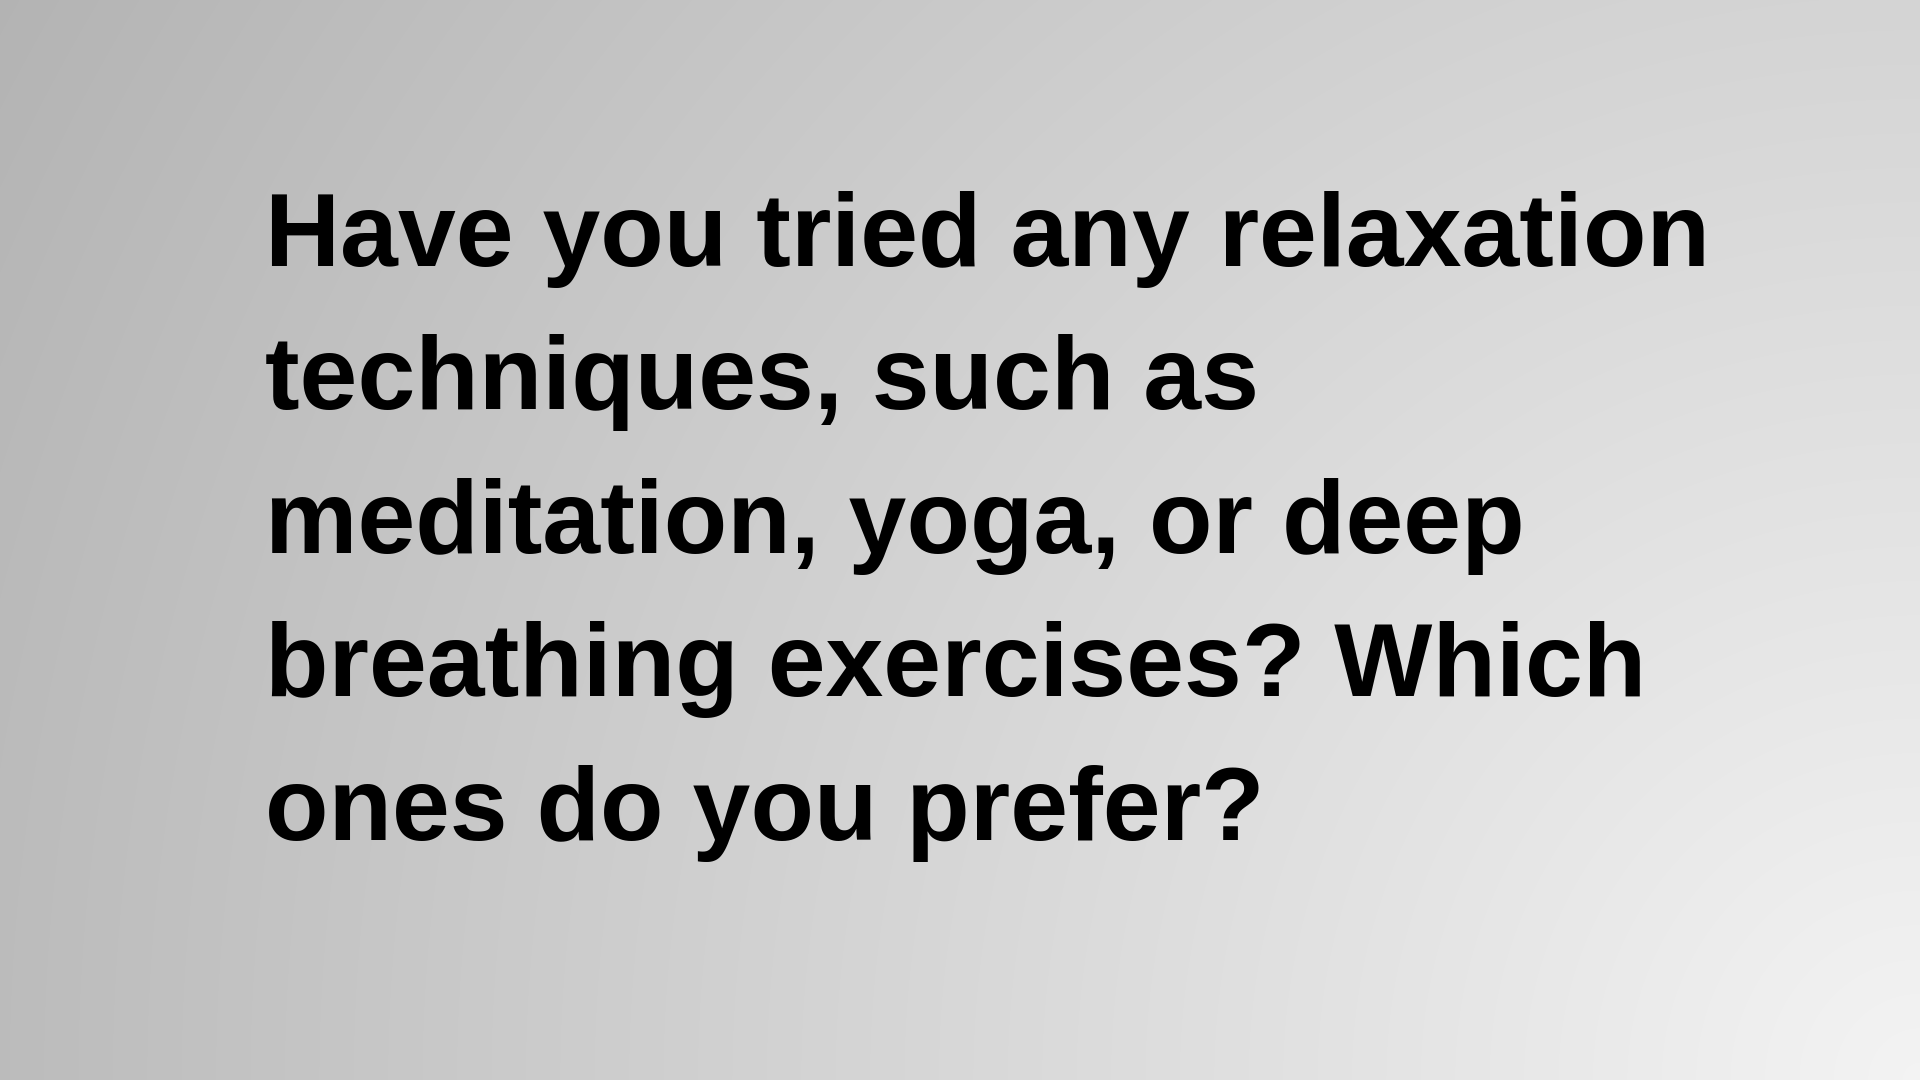 Have you tried any relaxation
techniques, such as
meditation, yoga, or deep
breathing exercises? Which
ones do you prefer?